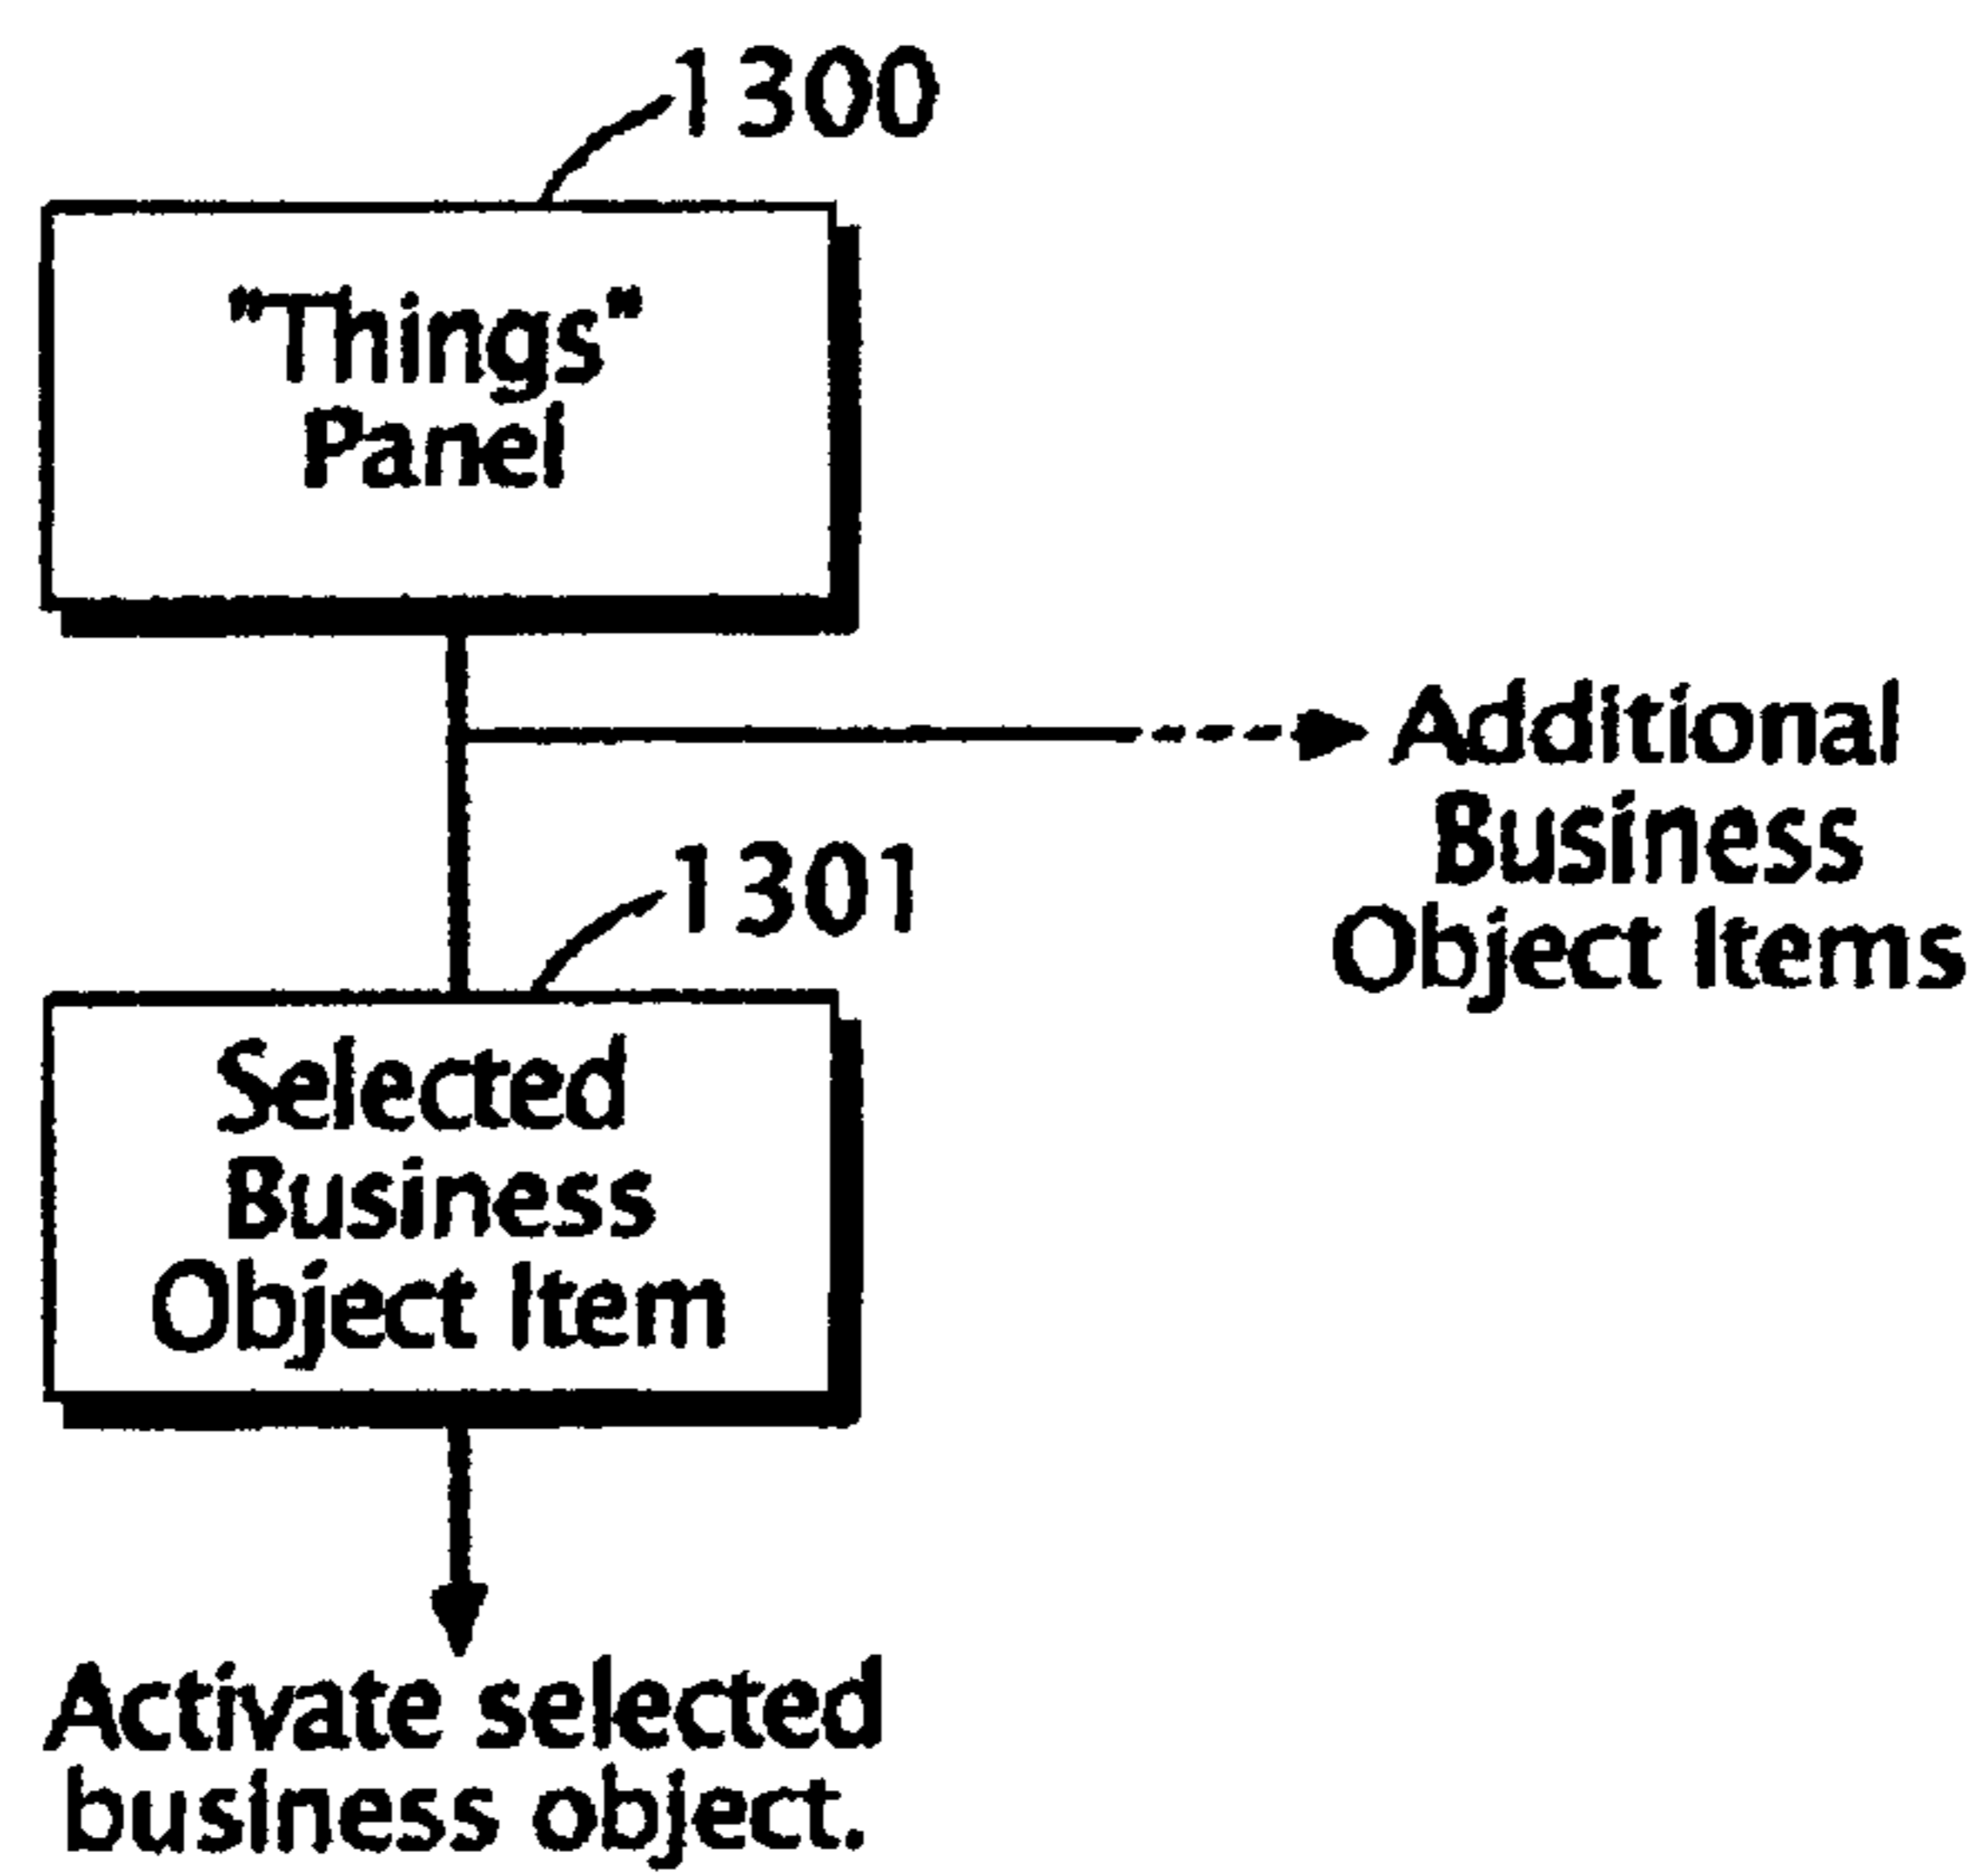 1300
"Things"
Panel
Additional
Business
Object Items
1301
Selected
Business
Object Item
Activate selected
business object.